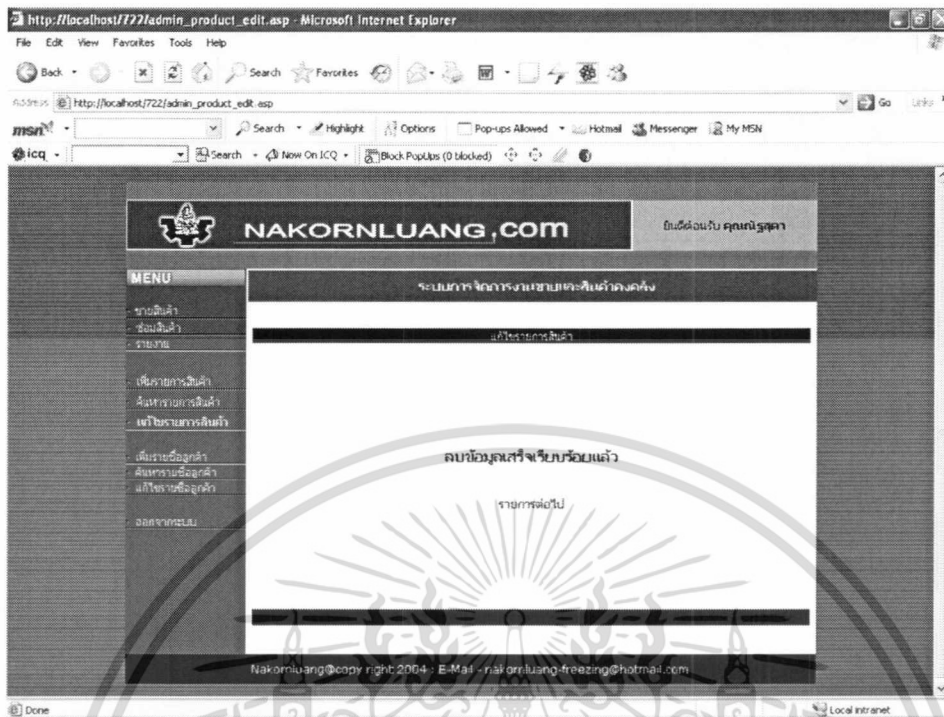 http://localhost/722/admin_product_edit.asp - Microsoft Internet Explorer
File Edit View Favorites Tools Help
Back Search Favorites
Address http://localhost/722/admin_product_edit.asp Go Links
msn Search Highlight Options Pop-ups Allowed Hotmail Messenger My MSN
icq Search Now On ICQ Block PopUps (0 blocked)
NAKORNLUANG.com
ยินดีต้อนรับ คุณณัฐสุดา
MENU
ระบบการจัดการงานขายและสินค้าคงคลัง
- ขายสินค้า
- ซ่อมสินค้า
- รายงาน
แก้ไขรายการสินค้า
- เพิ่มรายการสินค้า
ค้นหารายการสินค้า
- แก้ไขรายการสินค้า
- เพิ่มรายชื่อลูกค้า
- ค้นหารายชื่อลูกค้า
แก้ไขรายชื่อลูกค้า
- ออกจากระบบ
ลบข้อมูลเสร็จเรียบร้อยแล้ว
รายการต่อไป
Nakornluang@copy right 2004 : E-Mail - nakornluang-freezing@hotmail.com
Done Local intranet